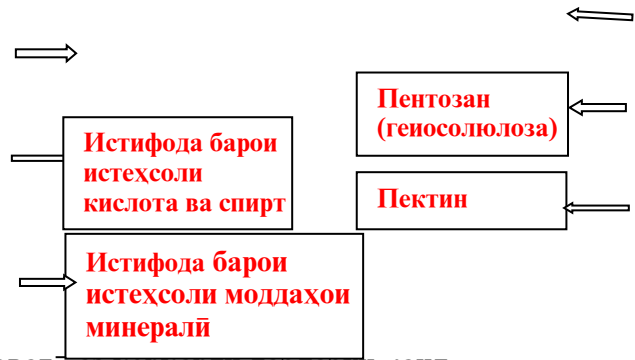 Пентозан
(геиосолюлоза)
Истифода барои
истеҳсоли
кислота ва спирт
Пектин
Истифода барои
истеҳсоли моддаҳои
минералӣ